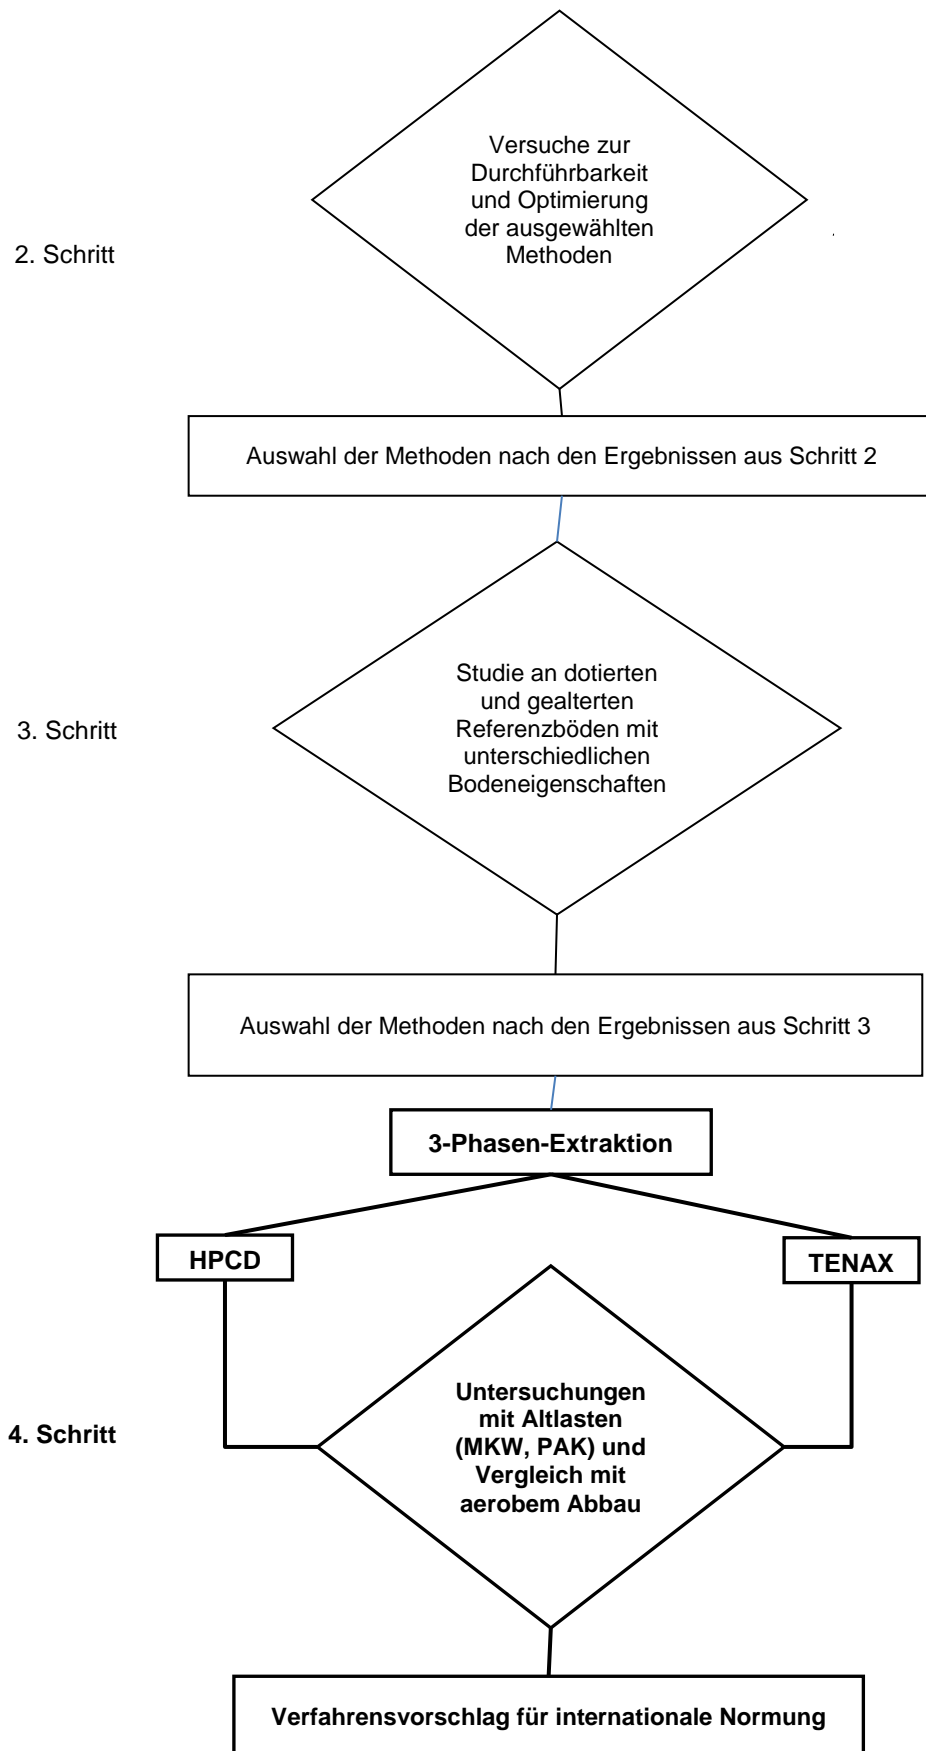 Versuche zur
Durchführbarkeit
und Optimierung
der ausgewählten
Methoden
2. Schritt
Auswahl der Methoden nach den Ergebnissen aus Schritt 2
Studie an dotierten
und gealterten
Referenzböden mit
unterschiedlichen
Bodeneigenschaften
3. Schritt
Auswahl der Methoden nach den Ergebnissen aus Schritt 3
3-Phasen-Extraktion
HPCD
TENAX
Untersuchungen
mit Altlasten
(MKW, PAK) und
Vergleich mit
aerobem Abbau
4. Schritt
Verfahrensvorschlag für internationale Normung